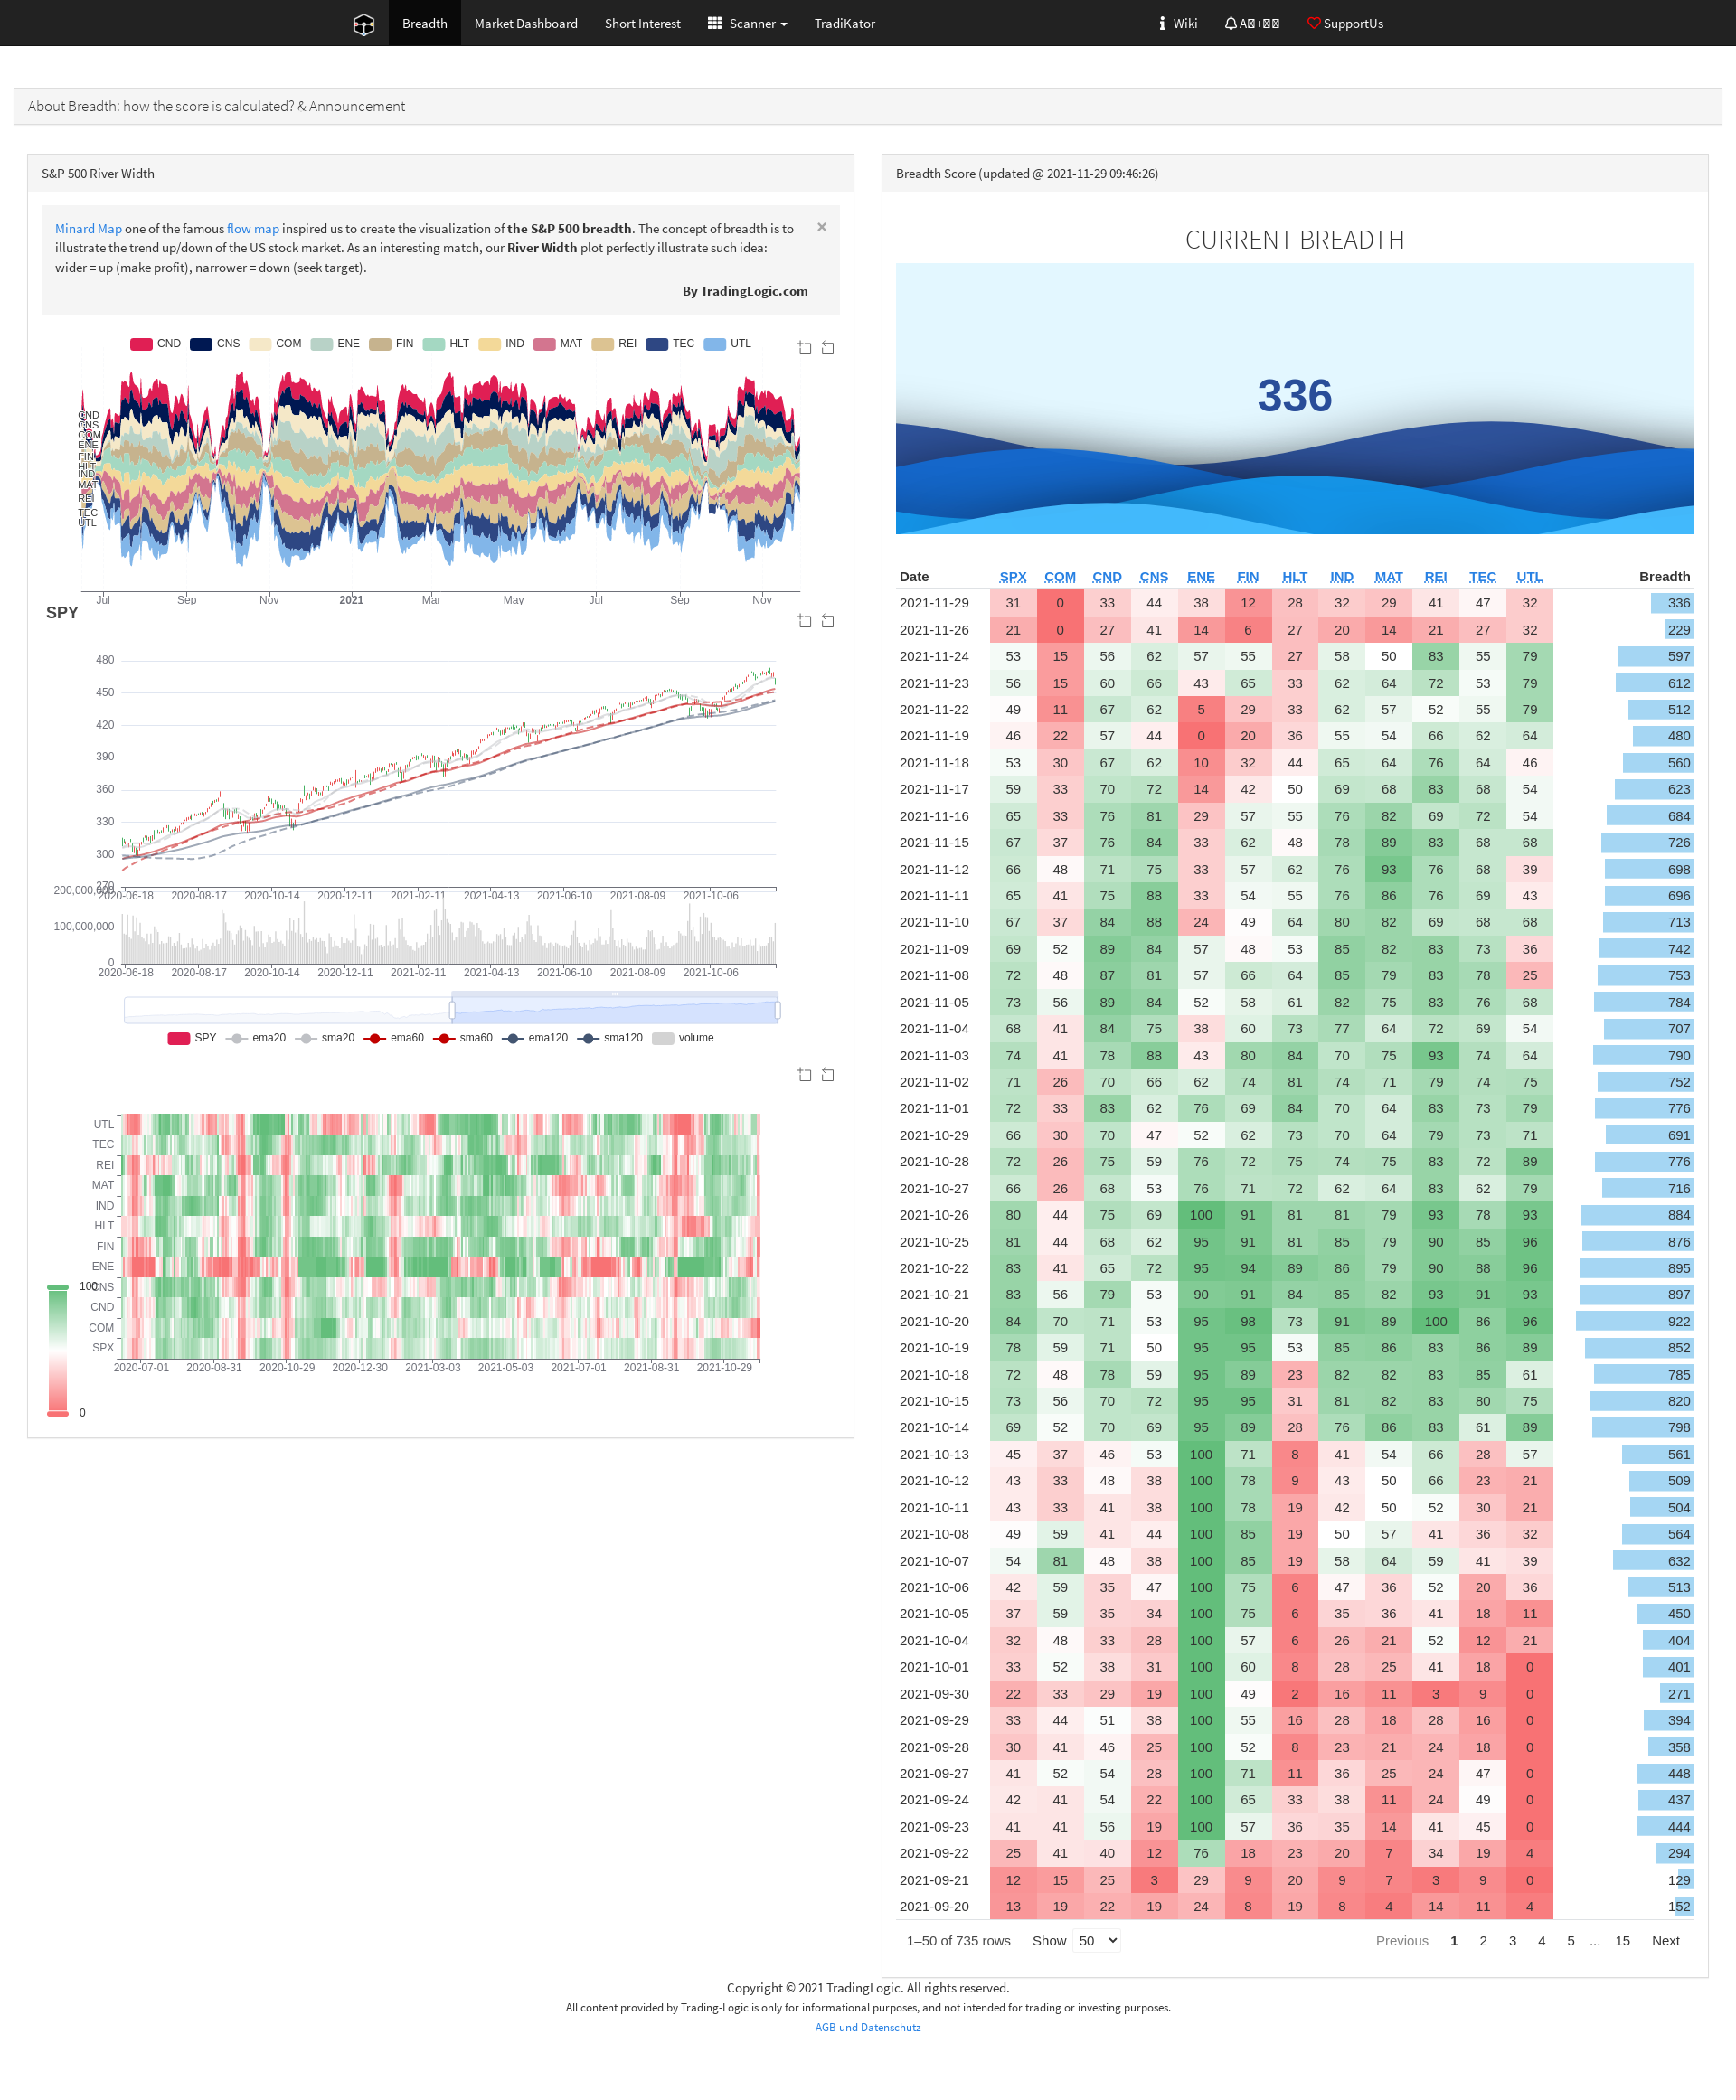 Breadth Market Dashboard Short Interest Scanner TradiKator Wiki SupportUs
About Breadth: how the score is calculated? & Announcement
S&P 500 River Width
Minard Map one of the famous flow map inspired us to create the visualization of the S&P 500 breadth. The concept of breadth is to
illustrate the trend up/down of the US stock market. As an interesting match, our River Width plot perfectly illustrate such idea:
wider = up (make profit), narrower = down (seek target).
By TradingLogic.com
×
CND CNS COM ENE FIN HLT IND MAT REI TEC UTL
CND
CNS
COM
ENE
FIN
HLT
IND
MAT
REI
TEC
UTL
Jul Sep Nov 2021 Mar May Jul Sep Nov
SPY
480
450
420
390
360
330
300
270
2020-06-18 2020-08-17 2020-10-14 2020-12-11 2021-02-11 2021-04-13 2021-06-10 2021-08-09 2021-10-06
200,000,000
100,000,000
0
2020-06-18 2020-08-17 2020-10-14 2020-12-11 2021-02-11 2021-04-13 2021-06-10 2021-08-09 2021-10-06
SPY ema20 sma20 ema60 sma60 ema120 sma120 volume
UTL
TEC
REI
MAT
IND
HLT
FIN
ENE
CNS
CND
COM
SPX
100
0
2020-07-01 2020-08-31 2020-10-29 2020-12-30 2021-03-03 2021-05-03 2021-07-01 2021-08-31 2021-10-29
Breadth Score (updated @ 2021-11-29 09:46:26)
CURRENT BREADTH
336
Date SPX COM CND CNS ENE FIN HLT IND MAT REI TEC UTL Breadth
2021-11-29 31 0 33 44 38 12 28 32 29 41 47 32 336
2021-11-26 21 0 27 41 14 6 27 20 14 21 27 32 229
2021-11-24 53 15 56 62 57 55 27 58 50 83 55 79 597
2021-11-23 56 15 60 66 43 65 33 62 64 72 53 79 612
2021-11-22 49 11 67 62 5 29 33 62 57 52 55 79 512
2021-11-19 46 22 57 44 0 20 36 55 54 66 62 64 480
2021-11-18 53 30 67 62 10 32 44 65 64 76 64 46 560
2021-11-17 59 33 70 72 14 42 50 69 68 83 68 54 623
2021-11-16 65 33 76 81 29 57 55 76 82 69 72 54 684
2021-11-15 67 37 76 84 33 62 48 78 89 83 68 68 726
2021-11-12 66 48 71 75 33 57 62 76 93 76 68 39 698
2021-11-11 65 41 75 88 33 54 55 76 86 76 69 43 696
2021-11-10 67 37 84 88 24 49 64 80 82 69 68 68 713
2021-11-09 69 52 89 84 57 48 53 85 82 83 73 36 742
2021-11-08 72 48 87 81 57 66 64 85 79 83 78 25 753
2021-11-05 73 56 89 84 52 58 61 82 75 83 76 68 784
2021-11-04 68 41 84 75 38 60 73 77 64 72 69 54 707
2021-11-03 74 41 78 88 43 80 84 70 75 93 74 64 790
2021-11-02 71 26 70 66 62 74 81 74 71 79 74 75 752
2021-11-01 72 33 83 62 76 69 84 70 64 83 73 79 776
2021-10-29 66 30 70 47 52 62 73 70 64 79 73 71 691
2021-10-28 72 26 75 59 76 72 75 74 75 83 72 89 776
2021-10-27 66 26 68 53 76 71 72 62 64 83 62 79 716
2021-10-26 80 44 75 69 100 91 81 81 79 93 78 93 884
2021-10-25 81 44 68 62 95 91 81 85 79 90 85 96 876
2021-10-22 83 41 65 72 95 94 89 86 79 90 88 96 895
2021-10-21 83 56 79 53 90 91 84 85 82 93 91 93 897
2021-10-20 84 70 71 53 95 98 73 91 89 100 86 96 922
2021-10-19 78 59 71 50 95 95 53 85 86 83 86 89 852
2021-10-18 72 48 78 59 95 89 23 82 82 83 85 61 785
2021-10-15 73 56 70 72 95 95 31 81 82 83 80 75 820
2021-10-14 69 52 70 69 95 89 28 76 86 83 61 89 798
2021-10-13 45 37 46 53 100 71 8 41 54 66 28 57 561
2021-10-12 43 33 48 38 100 78 9 43 50 66 23 21 509
2021-10-11 43 33 41 38 100 78 19 42 50 52 30 21 504
2021-10-08 49 59 41 44 100 85 19 50 57 41 36 32 564
2021-10-07 54 81 48 38 100 85 19 58 64 59 41 39 632
2021-10-06 42 59 35 47 100 75 6 47 36 52 20 36 513
2021-10-05 37 59 35 34 100 75 6 35 36 41 18 11 450
2021-10-04 32 48 33 28 100 57 6 26 21 52 12 21 404
2021-10-01 33 52 38 31 100 60 8 28 25 41 18 0 401
2021-09-30 22 33 29 19 100 49 2 16 11 3 9 0 271
2021-09-29 33 44 51 38 100 55 16 28 18 28 16 0 394
2021-09-28 30 41 46 25 100 52 8 23 21 24 18 0 358
2021-09-27 41 52 54 28 100 71 11 36 25 24 47 0 448
2021-09-24 42 41 54 22 100 65 33 38 11 24 49 0 437
2021-09-23 41 41 56 19 100 57 36 35 14 41 45 0 444
2021-09-22 25 41 40 12 76 18 23 20 7 34 19 4 294
2021-09-21 12 15 25 3 29 9 20 9 7 3 9 0 129
2021-09-20 13 19 22 19 24 8 19 8 4 14 11 4 152
1–50 of 735 rows Show 50 Previous 1 2 3 4 5 ... 15 Next
Copyright © 2021 TradingLogic. All rights reserved.
All content provided by Trading-Logic is only for informational purposes, and not intended for trading or investing purposes.
AGB und Datenschutz